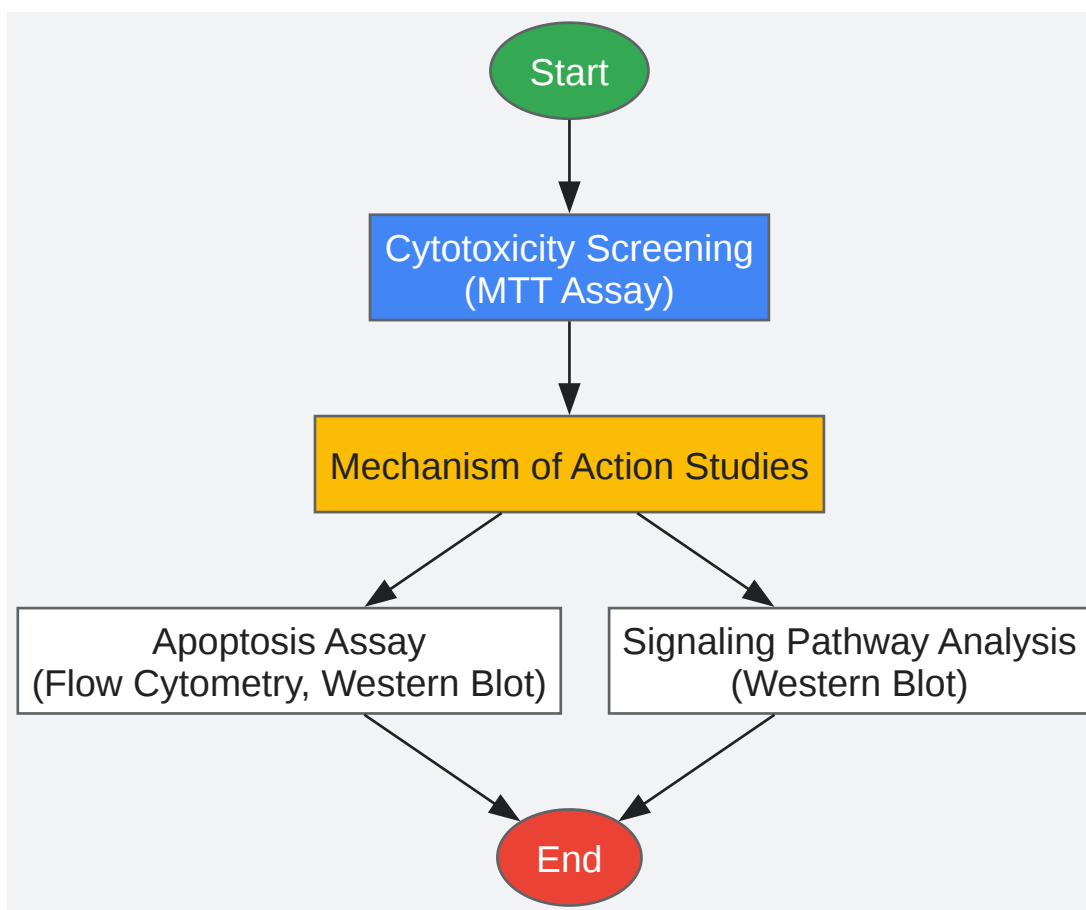 Start
Cytotoxicity Screening
(MTT Assay)
Mechanism of Action Studies
Apoptosis Assay
(Flow Cytometry, Western Blot)
Signaling Pathway Analysis
(Western Blot)
End